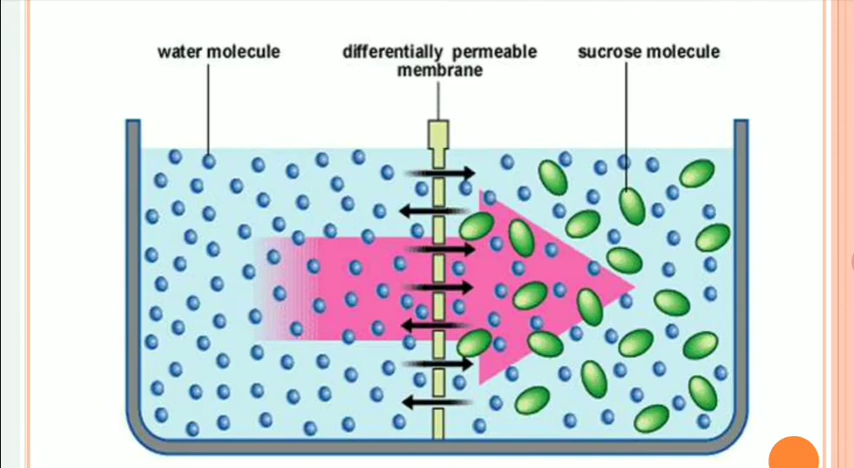 water molecule
differentially permeable
membrane
sucrose molecule